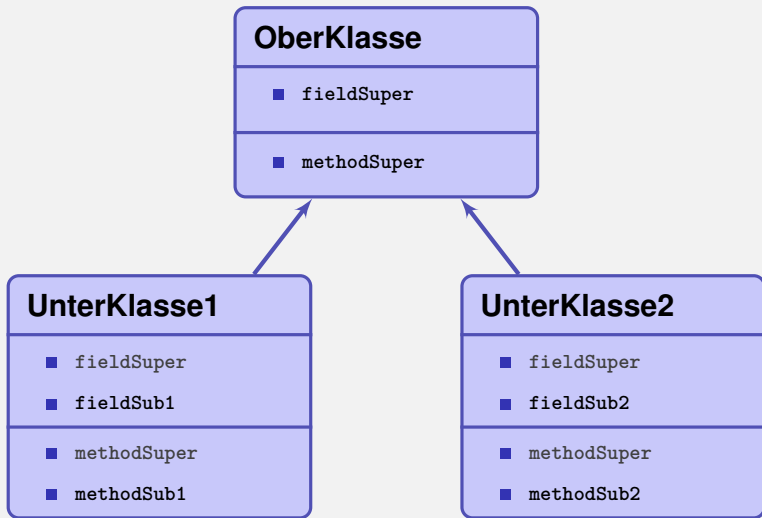 OberKlasse
fieldSuper
methodSuper
UnterKlasse1
fieldSuper
fieldSub1
methodSuper
methodSub1
UnterKlasse2
fieldSuper
fieldSub2
methodSuper
methodSub2